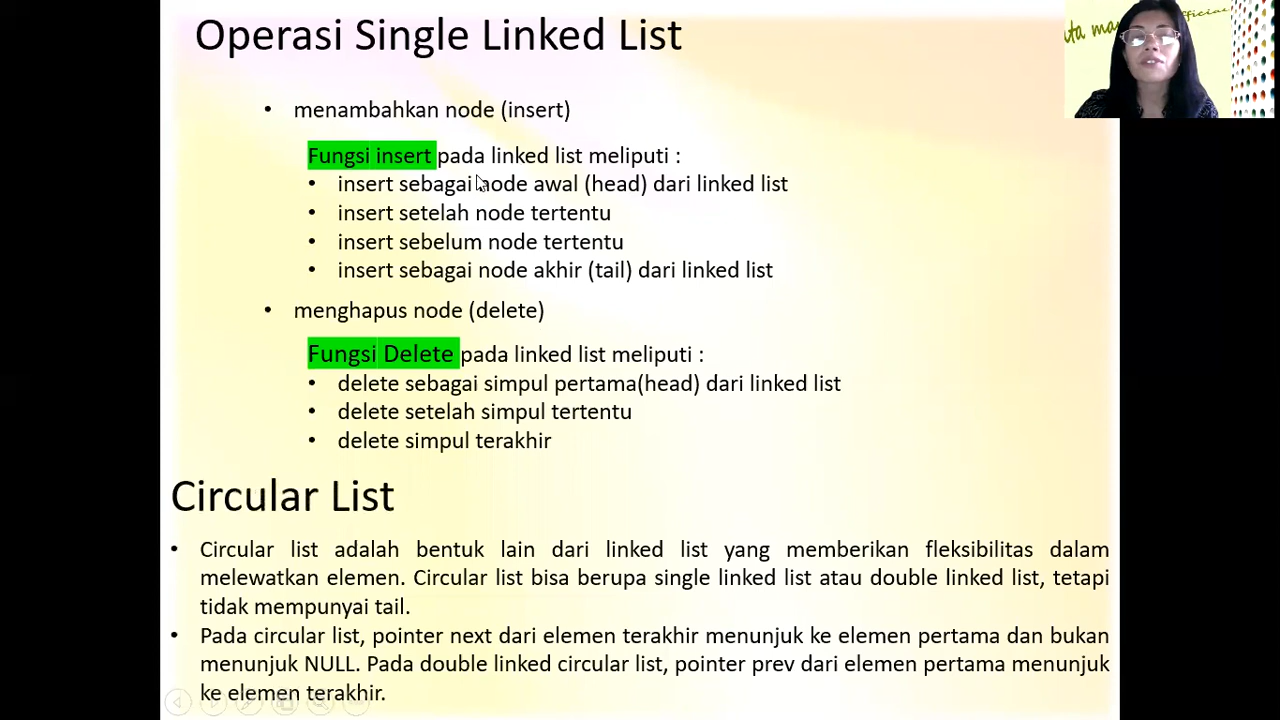 Operasi Single Linked List
• menambahkan node (insert)
Fungsi insert pada linked list meliputi :
• insert sebagai node awal (head) dari linked list
• insert setelah node tertentu
• insert sebelum node tertentu
• insert sebagai node akhir (tail) dari linked list
• menghapus node (delete)
Fungsi Delete pada linked list meliputi :
• delete sebagai simpul pertama(head) dari linked list
• delete setelah simpul tertentu
• delete simpul terakhir
Circular List
• Circular list adalah bentuk lain dari linked list yang memberikan fleksibilitas dalam
melewatkan elemen. Circular list bisa berupa single linked list atau double linked list, tetapi
tidak mempunyai tail.
• Pada circular list, pointer next dari elemen terakhir menunjuk ke elemen pertama dan bukan
menunjuk NULL. Pada double linked circular list, pointer prev dari elemen pertama menunjuk
ke elemen terakhir.